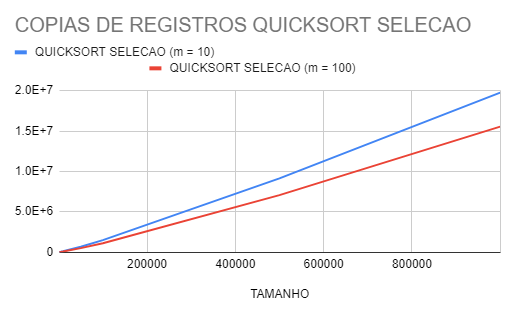 COPIAS DE REGISTROS QUICKSORT SELECAO
QUICKSORT SELECAO (m = 10)
QUICKSORT SELECAO (m = 100)
2.0E+7
1.5E+7
1.0E+7
5.0E+6
0
200000 400000 600000 800000
TAMANHO